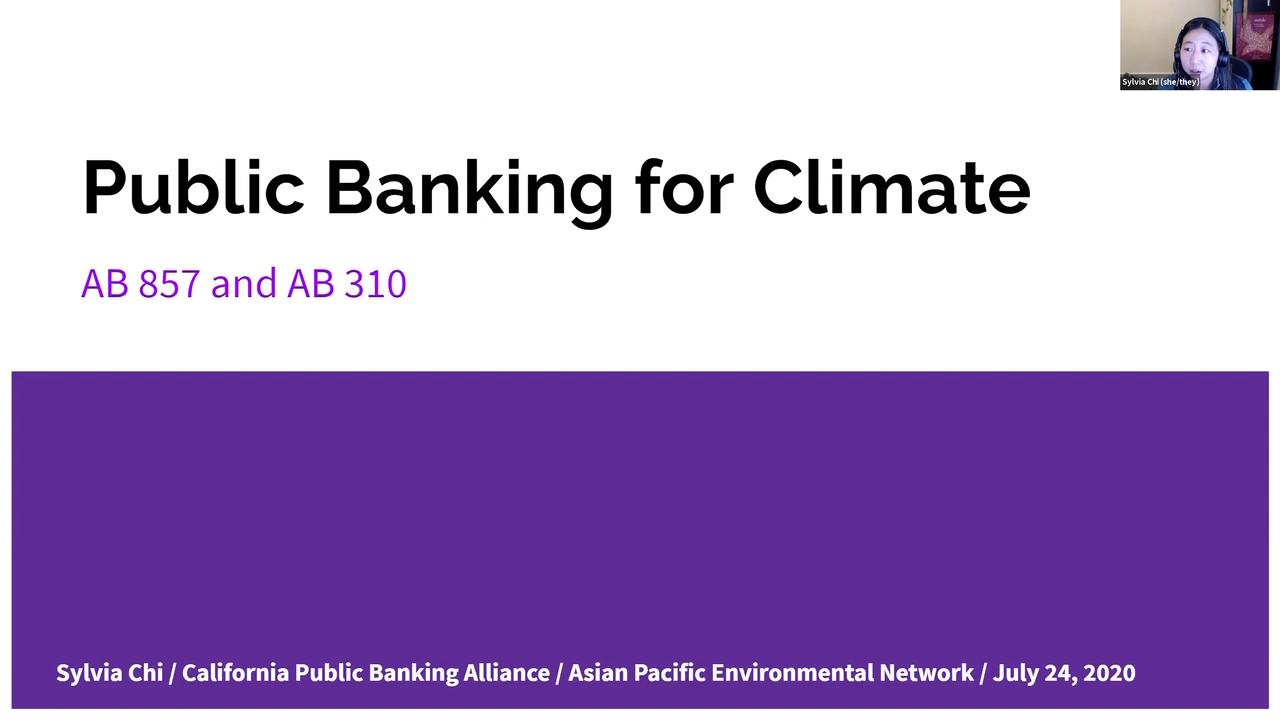 Sylvia Chi (she/they)
Public Banking for Climate
AB 857 and AB 310
Sylvia Chi / California Public Banking Alliance / Asian Pacific Environmental Network / July 24, 2020